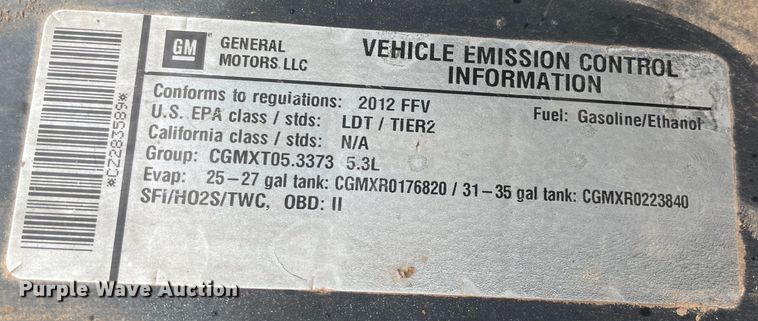 GM
GENERAL MOTORS LLC
VEHICLE EMISSION CONTROL
INFORMATION
Conforms to regulations: 2012 FFV
Fuel: Gasoline/Ethanol
U.S. EPA class / stds: LDT / TIER2
California class / stds: N/A
Group: CGMXT05.3373 5.3L
Evap: 25-27 gal tank: CGMXR0176820 / 31-35 gal tank: CGMXR0223840
SFI/HO2S/TWC, OBD: II
*CZ283589*
Purple Wave Auction